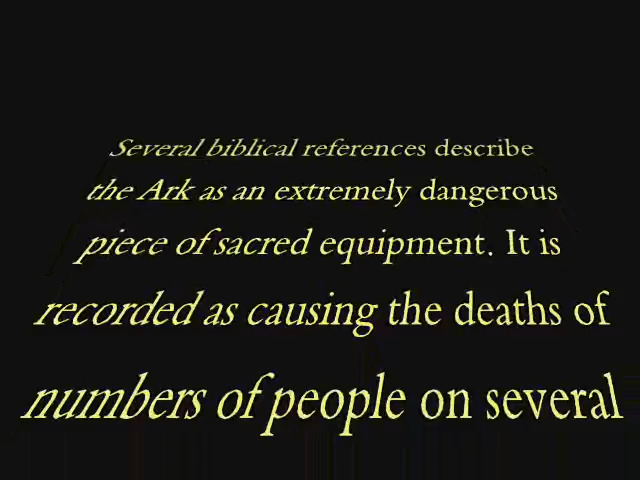 Several biblical references describe
the Ark as an extremely dangerous
piece of sacred equipment. It is
recorded as causing the deaths of
numbers of people on several